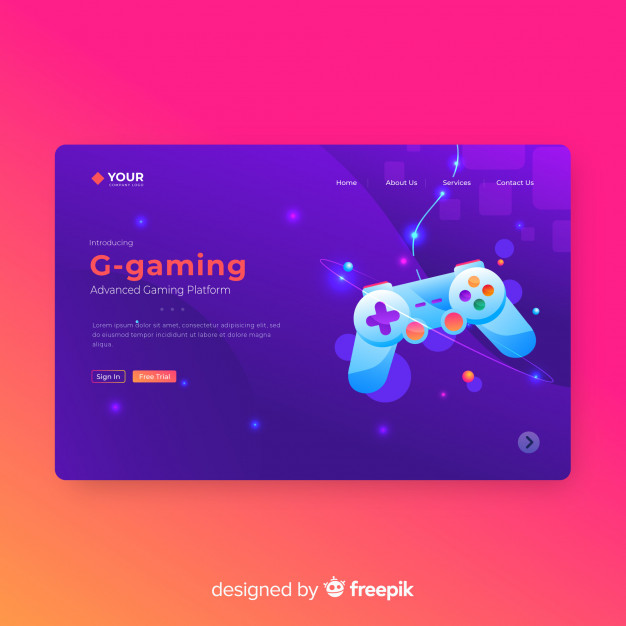 YOUR
COMPANY LOGO
Home
About Us
Services
Contact Us
Introducing
G-gaming
Advanced Gaming Platform
Lorem ipsum dolor sit amet, consectetur
adipiscing elit, sed do eiusmod tempor incididunt ut labore et dolore magna
aliqua.
Sign In
Free Trial
designed by freepik